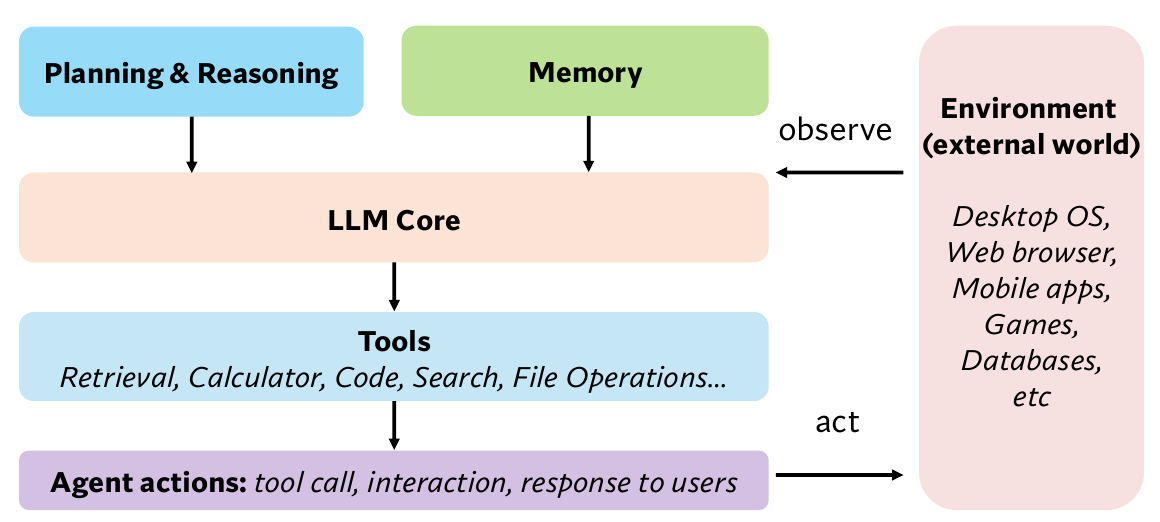 Planning & Reasoning
Memory
observe
LLM Core
Tools
Retrieval, Calculator, Code, Search, File Operations...
act
Agent actions: tool call, interaction, response to users
Environment
(external world)
Desktop OS,
Web browser,
Mobile apps,
Games,
Databases,
etc